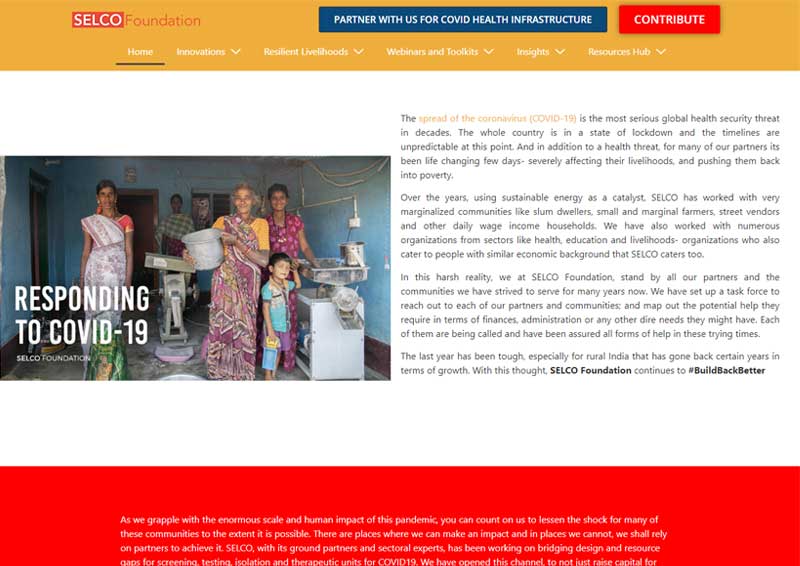 SELCO Foundation
PARTNER WITH US FOR COVID HEALTH INFRASTRUCTURE
CONTRIBUTE
Home
Innovations
Resilient Livelihoods
Webinars and Toolkits
Insights
Resources Hub
RESPONDING
TO COVID-19
SELCO FOUNDATION
The spread of the coronavirus (COVID-19) is the most serious global health security threat
in decades. The whole country is in a state of lockdown and the timelines are
unpredictable at this point. And in addition to a health threat, for many of our partners its
been life changing few days- severely affecting their livelihoods, and pushing them back
into poverty.
Over the years, using sustainable energy as a catalyst, SELCO has worked with very
marginalized communities like slum dwellers, small and marginal farmers, street vendors
and other daily wage income households. We have also worked with numerous
organizations from sectors like health, education and livelihoods- organizations who also
cater to people with similar economic background that SELCO caters too.
In this harsh reality, we at SELCO Foundation, stand by all our partners and the
communities we have strived to serve for many years now. We have set up a task force to
reach out to each of our partners and communities; and map out the potential help they
require in terms of finances, administration or any other dire needs they might have. Each
of them are being called and have been assured all forms of help in these trying times.
The last year has been tough, especially for rural India that has gone back certain years in
terms of growth. With this thought, SELCO Foundation continues to #BuildBackBetter
As we grapple with the enormous scale and human impact of this pandemic, you can count on us to lessen the shock for many of
these communities to the extent it is possible. There are places where we can make an impact and in places we cannot, we shall rely
on partners to achieve it. SELCO, with its ground partners and sectoral experts, has been working on bridging design and resource
gaps for screening, testing, isolation and therapeutic units for COVID19. We have opened this channel, to not just raise capital for